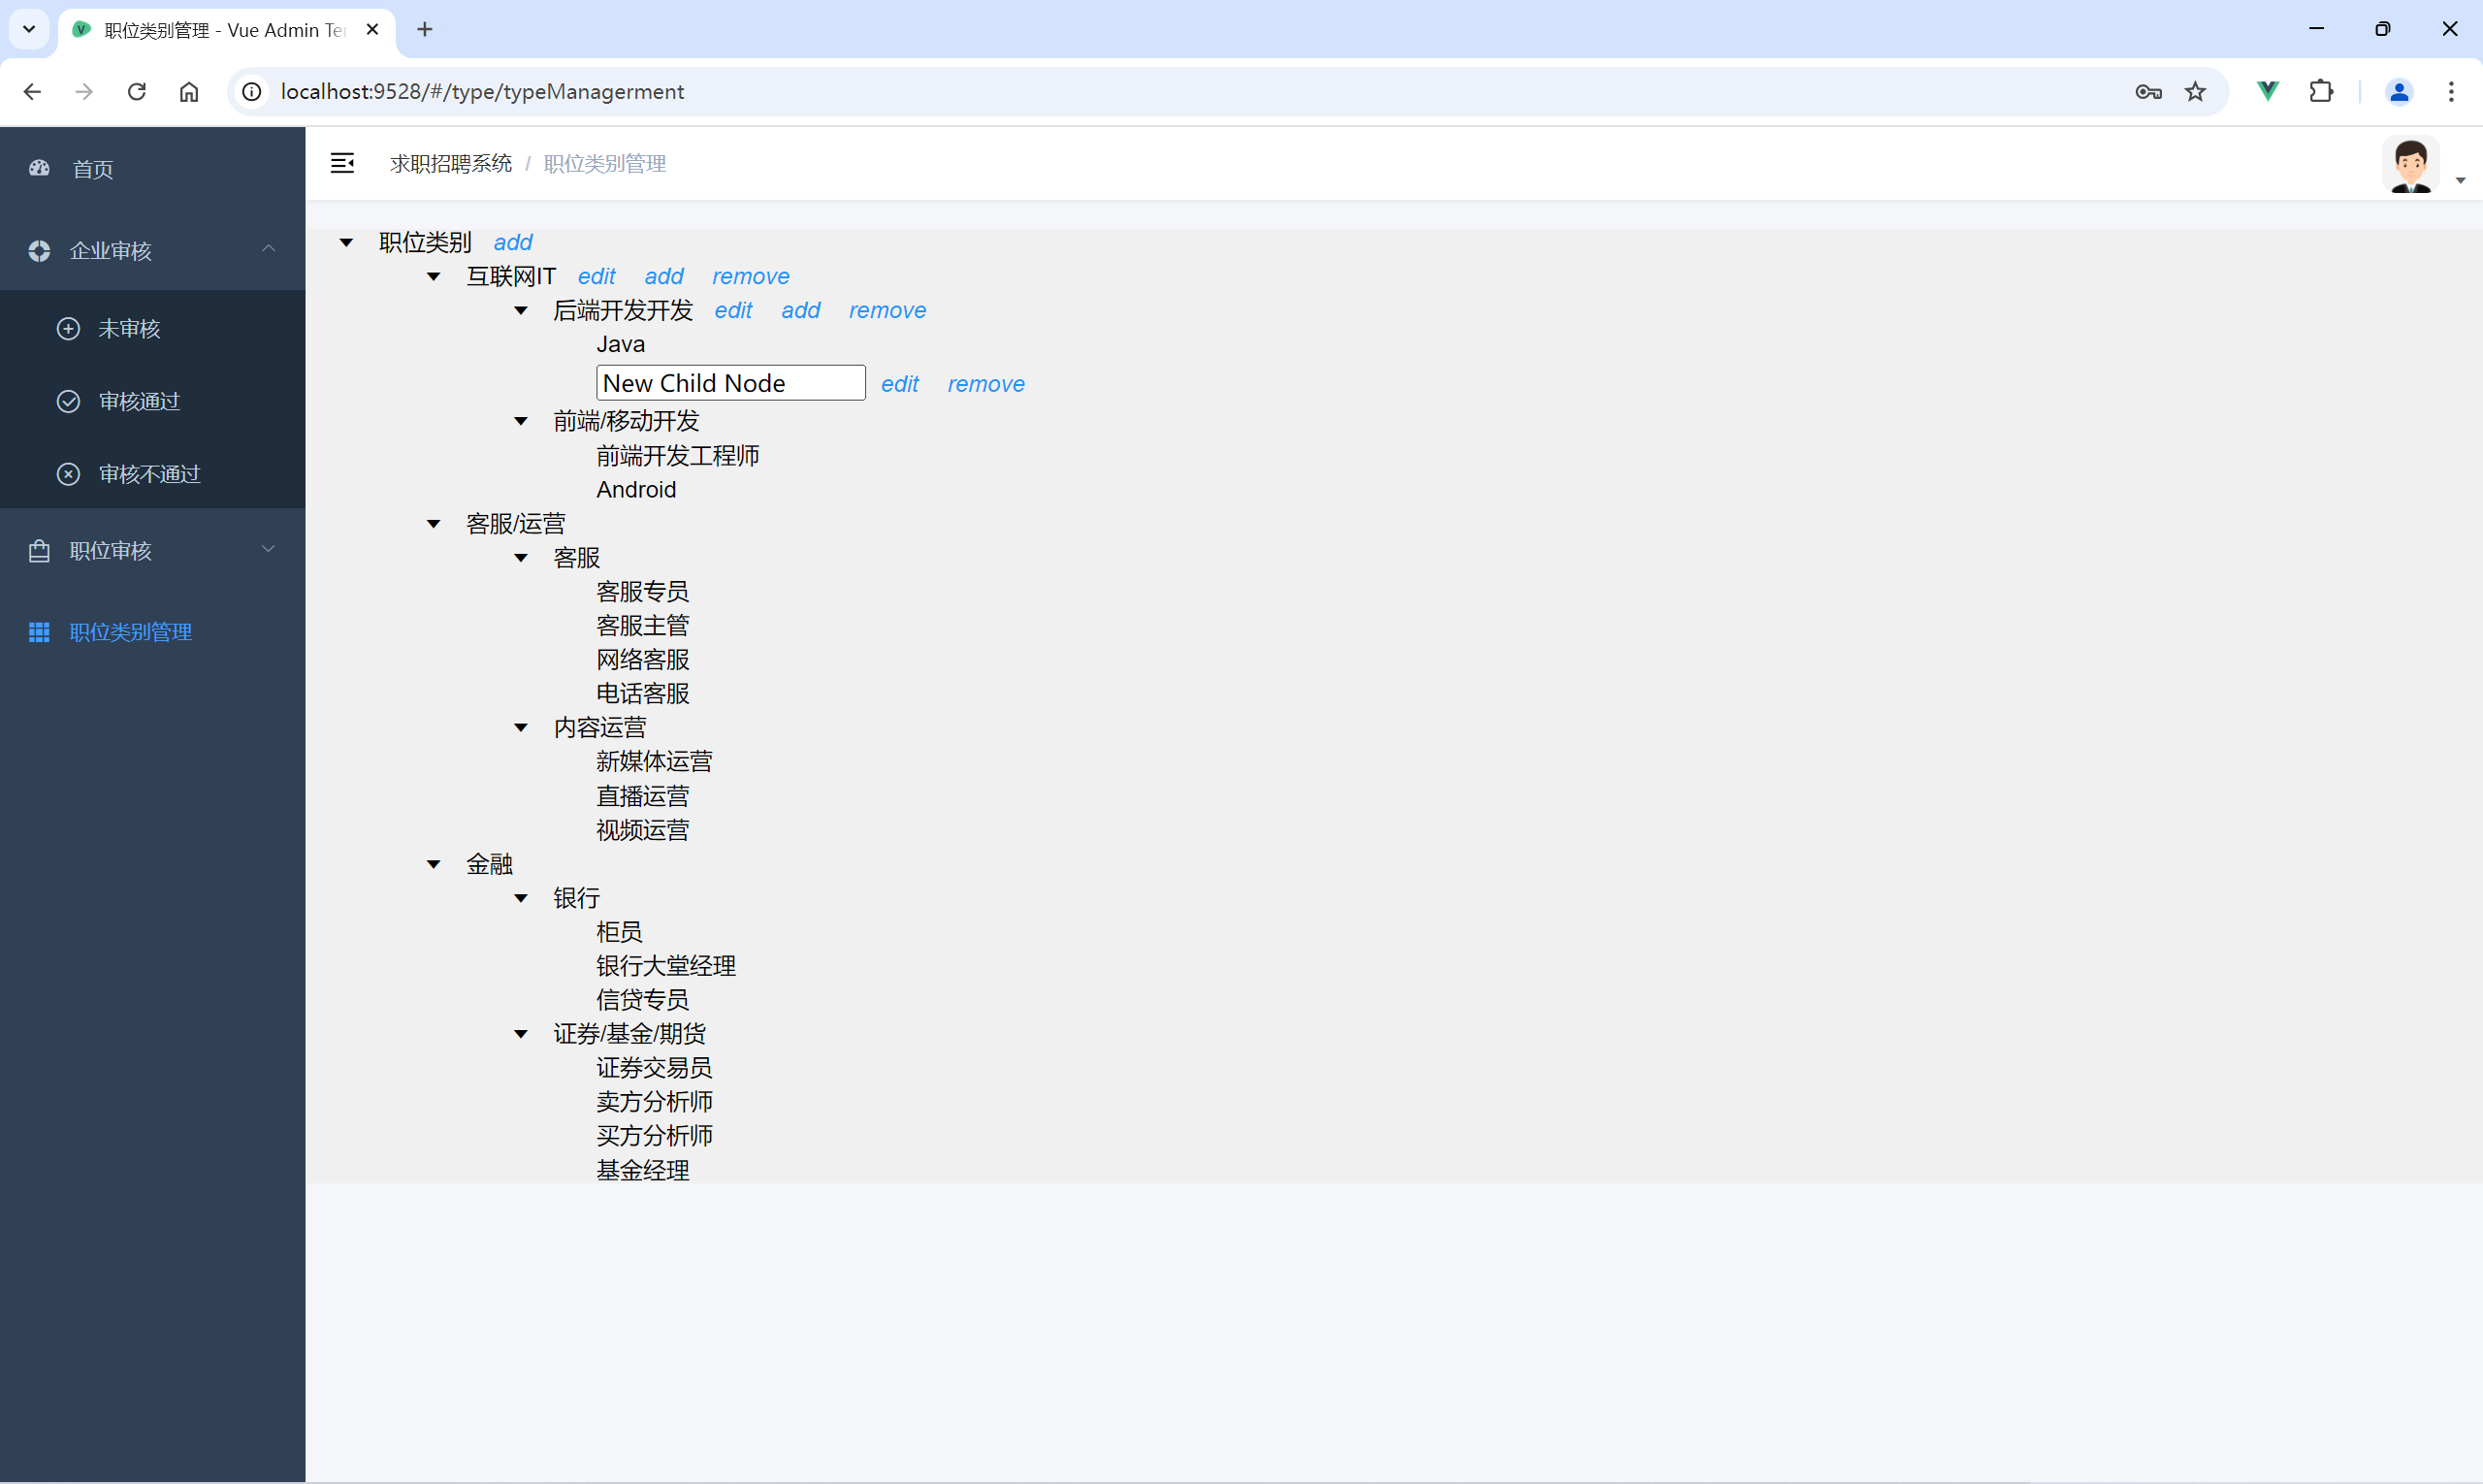 职位类别管理 - Vue Admin Te
localhost:9528/#/type/typeManagerment
首页
企业审核
未审核
审核通过
审核不通过
职位审核
职位类别管理
求职招聘系统 / 职位类别管理
职位类别 add
互联网IT edit add remove
后端开发开发 edit add remove
Java
New Child Node edit remove
前端/移动开发
前端开发工程师
Android
客服/运营
客服
客服专员
客服主管
网络客服
电话客服
内容运营
新媒体运营
直播运营
视频运营
金融
银行
柜员
银行大堂经理
信贷专员
证券/基金/期货
证券交易员
卖方分析师
买方分析师
基金经理